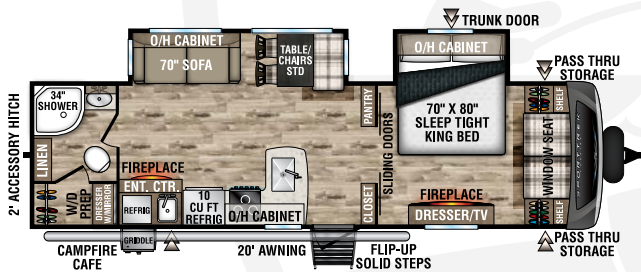 TRUNK DOOR
O/H CABINET
70" SOFA
TABLE/
CHAIRS
STD
O/H CABINET
PASS THRU
STORAGE
34"
SHOWER
2' ACCESSORY HITCH
LINEN
PANTRY
SLIDING DOORS
70" X 80"
SLEEP TIGHT
KING BED
SHELF
WINDOW SEAT
SPORTTREK
FIREPLACE
ENT. CTR.
W/D
PREP
DRESSER
W/MIRROR
REFRIG
10
CU FT
REFRIG
O/H CABINET
CLOSET
FIREPLACE
DRESSER/TV
SHELF
CAMPFIRE
CAFE
GRIDDLE
20' AWNING
FLIP-UP
SOLID STEPS
PASS THRU
STORAGE